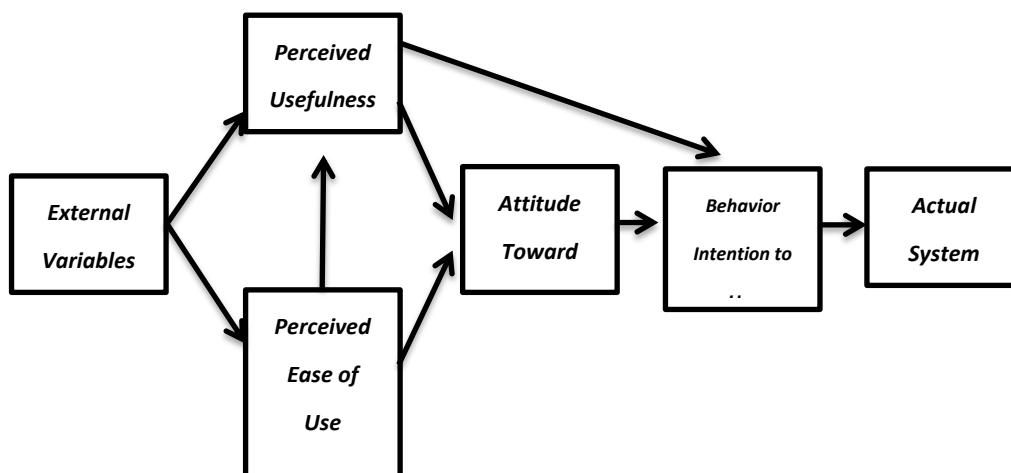 Perceived
Usefulness
External
Variables
Perceived
Ease of
Use
Attitude
Toward
Behavior
Intention to
Actual
System